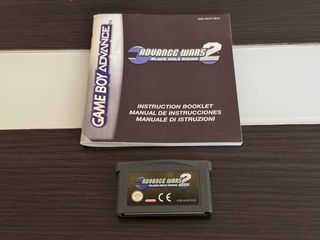 GAME BOY ADVANCE
ADVANCE WARS 2
BLACK HOLE RISING
INSTRUCTION BOOKLET
MANUAL DE INSTRUCCIONES
MANUALE DI ISTRUZIONI
ADVANCE WARS 2
BLACK HOLE RISING
CE